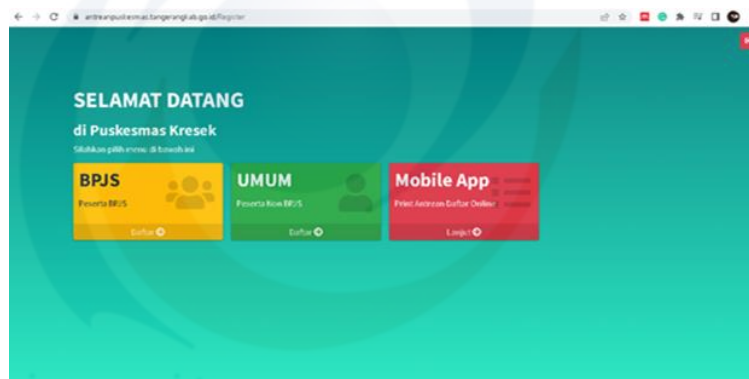 antreanpuskesmas.tangerangkab.go.id/Register
SELAMAT DATANG
di Puskesmas Kresek
Silahkan pilih menu di bawah ini
BPJS
Peserta BPJS
Daftar
UMUM
Peserta Non BPJS
Daftar
Mobile App
Print Antrean Daftar Online
Lanjut